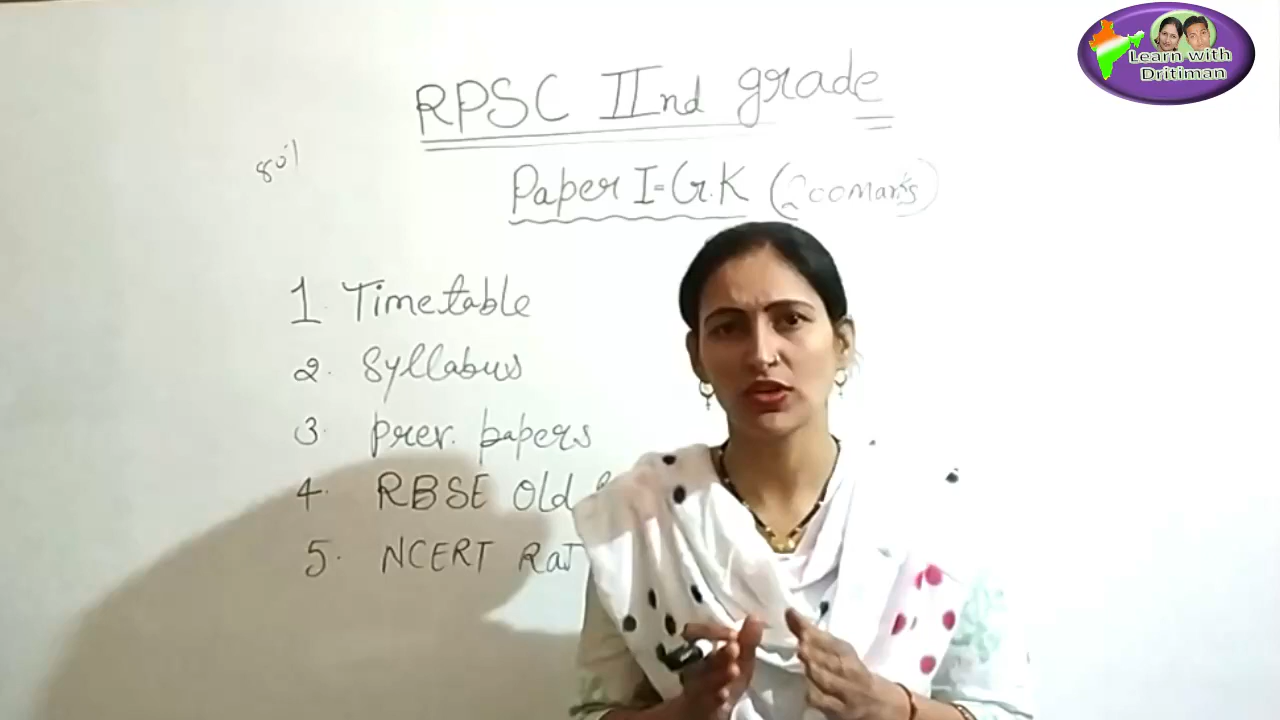 Learn with
Dritiman
RPSC IInd grade
80%
Paper I = G.K (200 marks)
1. Timetable
2. Syllabus
3. Prev. papers
4. RBSE Old
5. NCERT